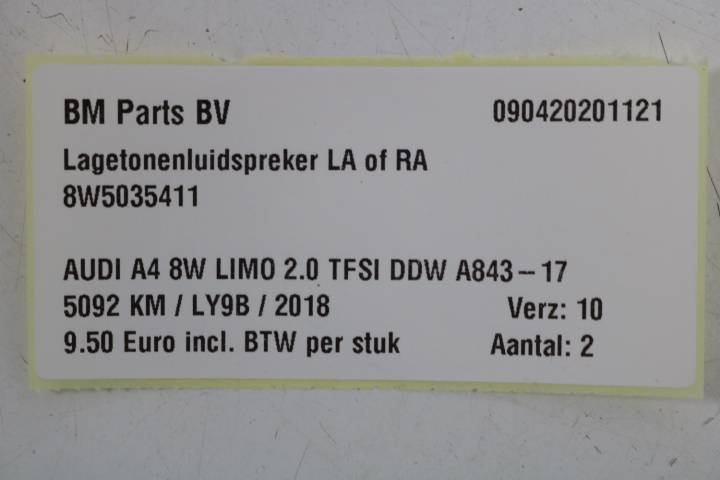 BM Parts BV 090420201121
Lagetonenluidspreker LA of RA
8W5035411
AUDI A4 8W LIMO 2.0 TFSI DDW A843-17
5092 KM / LY9B / 2018 Verz: 10
9.50 Euro incl. BTW per stuk Aantal: 2